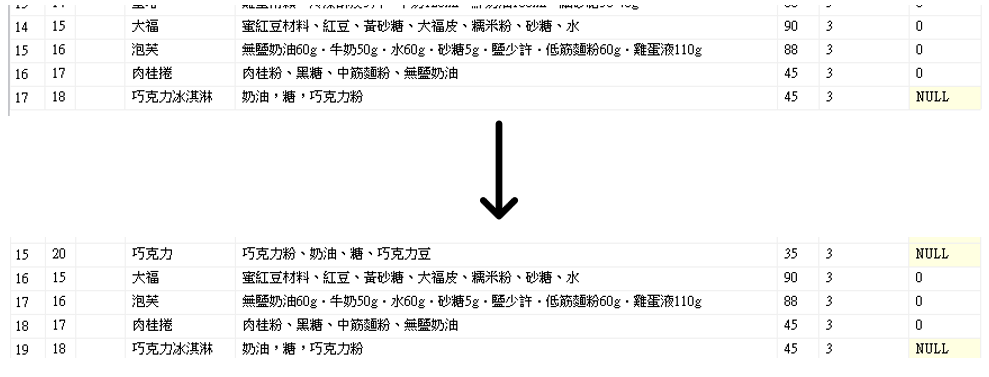 14 15 大福 蜜紅豆材料、紅豆、黃砂糖、大福皮、糯米粉、砂糖、水 90 3 0
15 16 泡芙 無鹽奶油60g．牛奶50g．水60g．砂糖5g．鹽少許．低筋麵粉60g．雞蛋液110g 88 3 0
16 17 肉桂捲 肉桂粉、黑糖、中筋麵粉、無鹽奶油 45 3 0
17 18 巧克力冰淇淋 奶油，糖，巧克力粉 45 3 NULL
15 20 巧克力 巧克力粉、奶油、糖、巧克力豆 35 3 NULL
16 15 大福 蜜紅豆材料、紅豆、黃砂糖、大福皮、糯米粉、砂糖、水 90 3 0
17 16 泡芙 無鹽奶油60g．牛奶50g．水60g．砂糖5g．鹽少許．低筋麵粉60g．雞蛋液110g 88 3 0
18 17 肉桂捲 肉桂粉、黑糖、中筋麵粉、無鹽奶油 45 3 0
19 18 巧克力冰淇淋 奶油，糖，巧克力粉 45 3 NULL